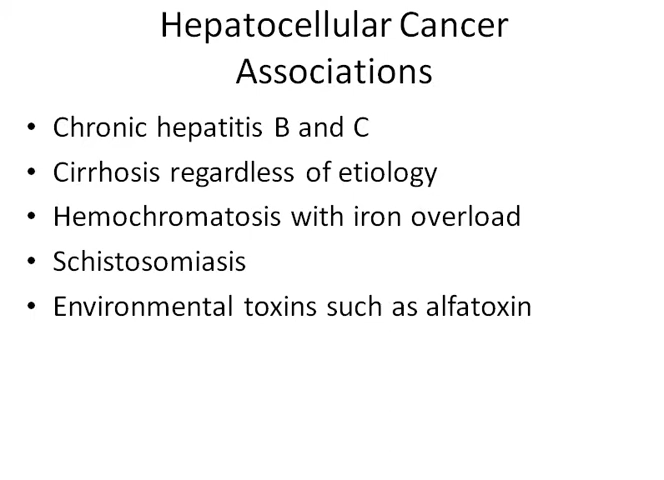 Hepatocellular Cancer
Associations
• Chronic hepatitis B and C
• Cirrhosis regardless of etiology
• Hemochromatosis with iron overload
• Schistosomiasis
• Environmental toxins such as alfatoxin